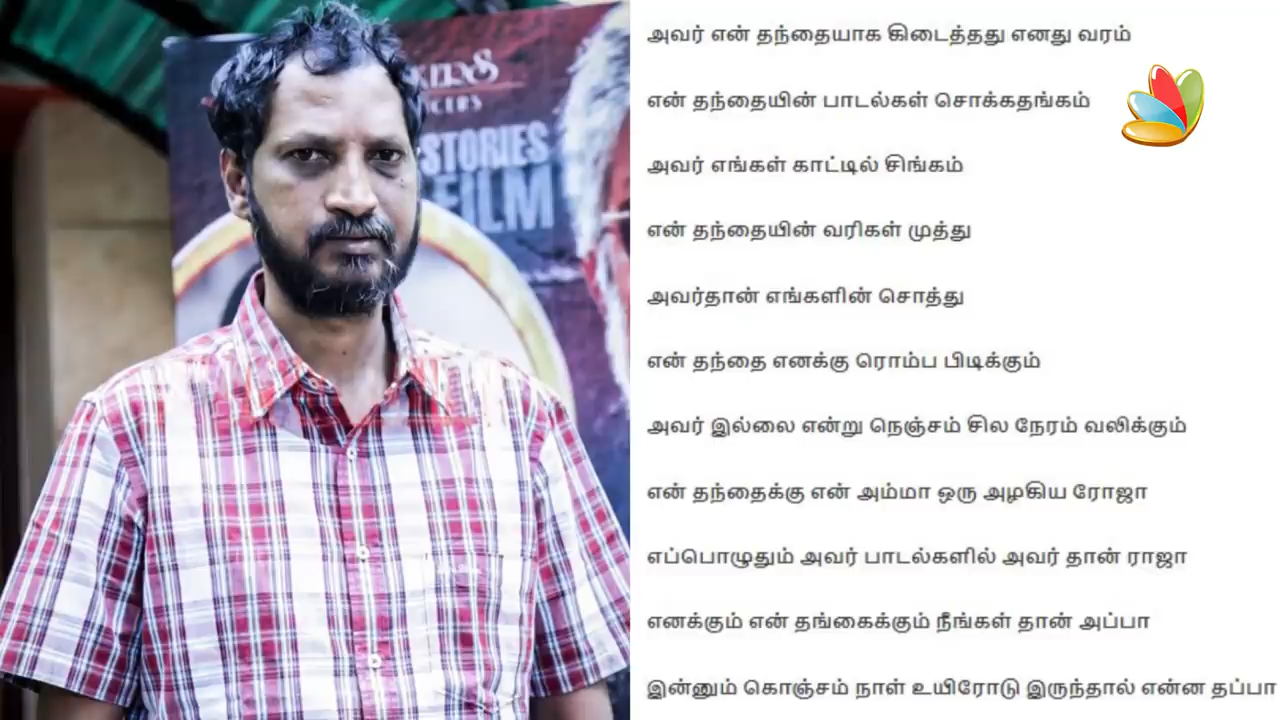 STORIES
FILM
அவர் என் தந்தையாக கிடைத்தது எனது வரம்
என் தந்தையின் பாடல்கள் சொக்கதங்கம்
அவர் எங்கள் காட்டில் சிங்கம்
என் தந்தையின் வரிகள் முத்து
அவர்தான் எங்களின் சொத்து
என் தந்தை எனக்கு ரொம்ப பிடிக்கும்
அவர் இல்லை என்று நெஞ்சம் சில நேரம் வலிக்கும்
என் தந்தைக்கு என் அம்மா ஒரு அழகிய ரோஜா
எப்பொழுதும் அவர் பாடல்களில் அவர் தான் ராஜா
எனக்கும் என் தங்கைக்கும் நீங்கள் தான் அப்பா
இன்னும் கொஞ்சம் நாள் உயிரோடு இருந்தால் என்ன தப்பா